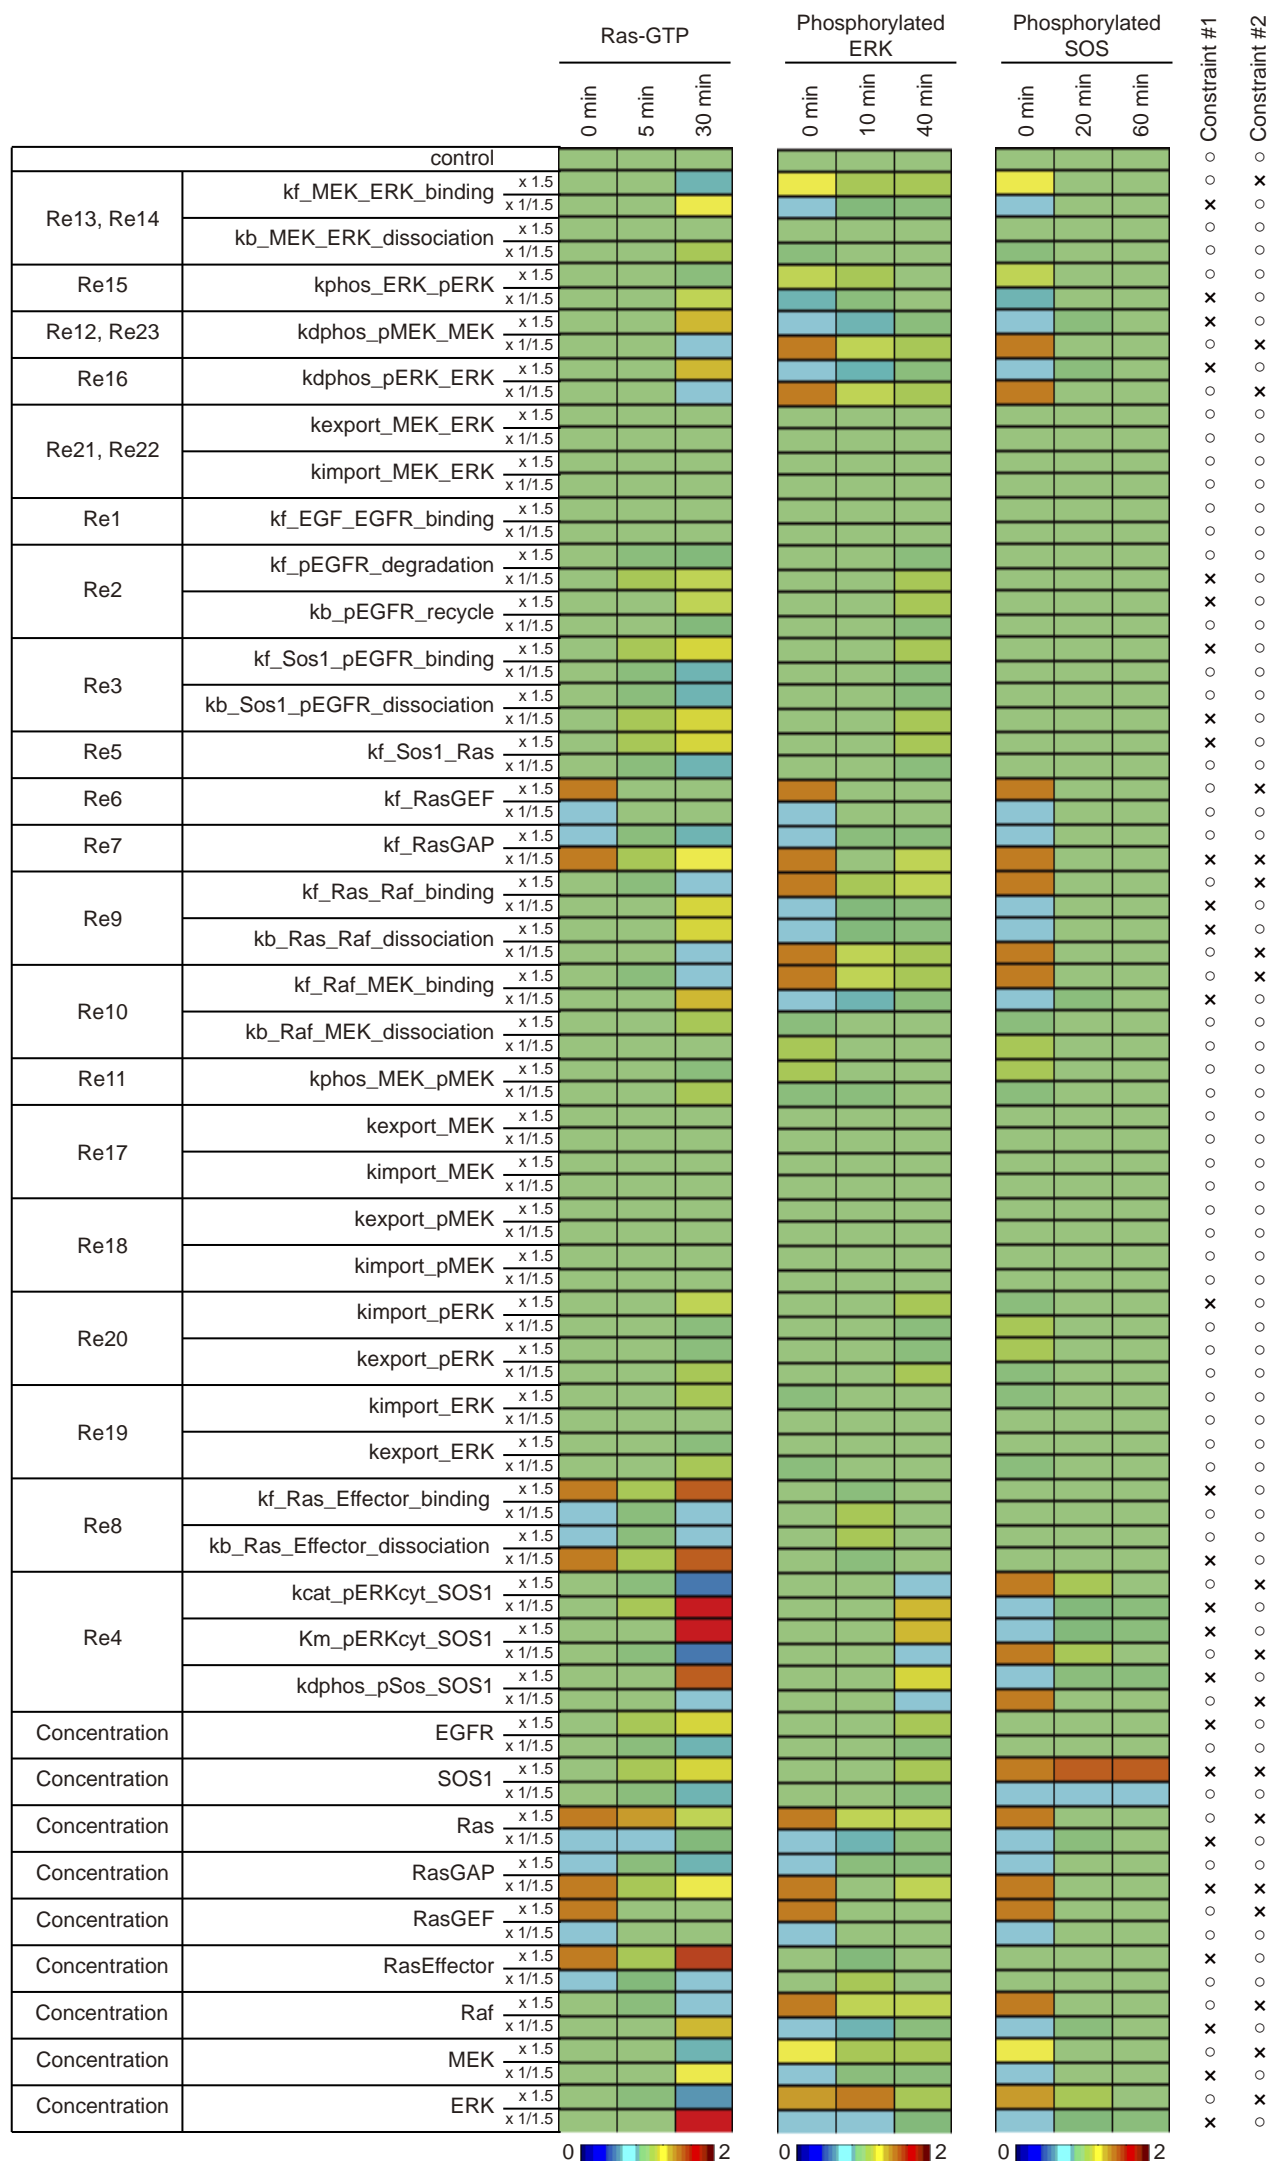 Ras-GTP Phosphorylated ERK Phosphorylated SOS Constraint #1 Constraint #2
0 min 5 min 30 min 0 min 10 min 40 min 0 min 20 min 60 min
control ○ ○
Re13, Re14 kf_MEK_ERK_binding x 1.5 ○ ×
x 1/1.5 × ○
kb_MEK_ERK_dissociation x 1.5 ○ ○
x 1/1.5 ○ ○
Re15 kphos_ERK_pERK x 1.5 ○ ○
x 1/1.5 × ○
Re12, Re23 kdphos_pMEK_MEK x 1.5 × ○
x 1/1.5 ○ ×
Re16 kdphos_pERK_ERK x 1.5 × ○
x 1/1.5 ○ ×
Re21, Re22 kexport_MEK_ERK x 1.5 ○ ○
x 1/1.5 ○ ○
kimport_MEK_ERK x 1.5 ○ ○
x 1/1.5 ○ ○
Re1 kf_EGF_EGFR_binding x 1.5 ○ ○
x 1/1.5 ○ ○
Re2 kf_pEGFR_degradation x 1.5 ○ ○
x 1/1.5 × ○
kb_pEGFR_recycle x 1.5 × ○
x 1/1.5 ○ ○
Re3 kf_Sos1_pEGFR_binding x 1.5 × ○
x 1/1.5 ○ ○
kb_Sos1_pEGFR_dissociation x 1.5 ○ ○
x 1/1.5 × ○
Re5 kf_Sos1_Ras x 1.5 × ○
x 1/1.5 ○ ○
Re6 kf_RasGEF x 1.5 ○ ×
x 1/1.5 ○ ○
Re7 kf_RasGAP x 1.5 ○ ○
x 1/1.5 × ×
Re9 kf_Ras_Raf_binding x 1.5 ○ ×
x 1/1.5 × ○
kb_Ras_Raf_dissociation x 1.5 × ○
x 1/1.5 ○ ×
Re10 kf_Raf_MEK_binding x 1.5 ○ ×
x 1/1.5 × ○
kb_Raf_MEK_dissociation x 1.5 ○ ○
x 1/1.5 ○ ○
Re11 kphos_MEK_pMEK x 1.5 ○ ○
x 1/1.5 ○ ○
Re17 kexport_MEK x 1.5 ○ ○
x 1/1.5 ○ ○
kimport_MEK x 1.5 ○ ○
x 1/1.5 ○ ○
Re18 kexport_pMEK x 1.5 ○ ○
x 1/1.5 ○ ○
kimport_pMEK x 1.5 ○ ○
x 1/1.5 ○ ○
Re20 kimport_pERK x 1.5 × ○
x 1/1.5 ○ ○
kexport_pERK x 1.5 ○ ○
x 1/1.5 ○ ○
Re19 kimport_ERK x 1.5 ○ ○
x 1/1.5 ○ ○
kexport_ERK x 1.5 ○ ○
x 1/1.5 ○ ○
Re8 kf_Ras_Effector_binding x 1.5 × ○
x 1/1.5 ○ ○
kb_Ras_Effector_dissociation x 1.5 ○ ○
x 1/1.5 × ○
Re4 kcat_pERKcyt_SOS1 x 1.5 ○ ×
x 1/1.5 × ○
Km_pERKcyt_SOS1 x 1.5 × ○
x 1/1.5 ○ ×
kdphos_pSos_SOS1 x 1.5 × ○
x 1/1.5 ○ ×
Concentration EGFR x 1.5 × ○
x 1/1.5 ○ ○
Concentration SOS1 x 1.5 × ×
x 1/1.5 ○ ○
Concentration Ras x 1.5 ○ ×
x 1/1.5 × ○
Concentration RasGAP x 1.5 ○ ○
x 1/1.5 × ×
Concentration RasGEF x 1.5 ○ ×
x 1/1.5 ○ ○
Concentration RasEffector x 1.5 × ○
x 1/1.5 ○ ○
Concentration Raf x 1.5 ○ ×
x 1/1.5 × ○
Concentration MEK x 1.5 ○ ×
x 1/1.5 × ○
Concentration ERK x 1.5 ○ ×
x 1/1.5 × ○
0 2 0 2 0 2